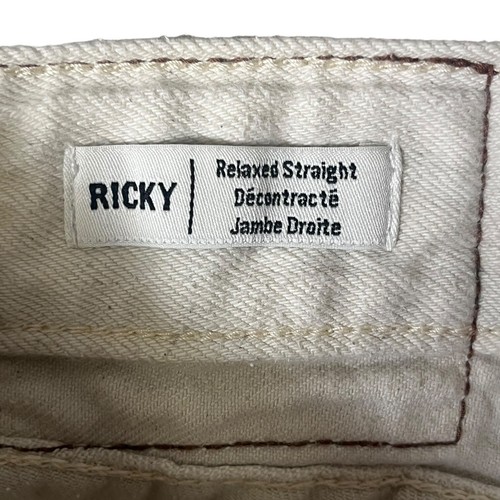 RICKY
Relaxed Straight
Décontracté
Jambe Droite